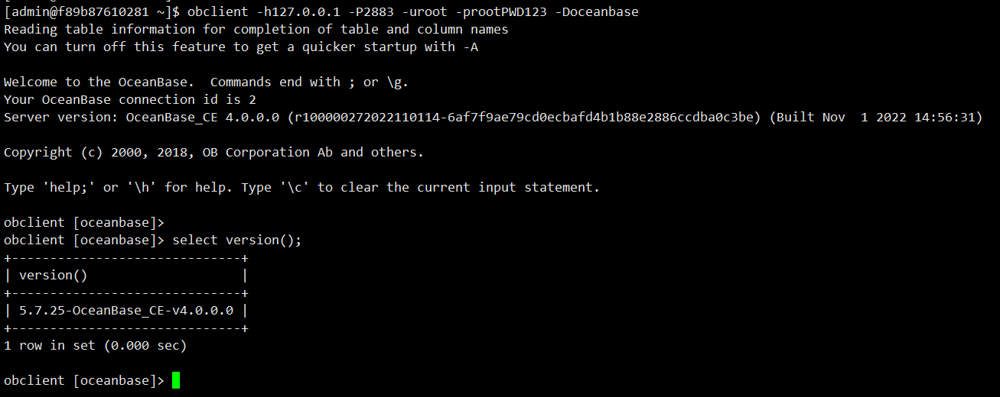 [admin@f89b87610281 ~]$ obclient -h127.0.0.1 -P2883 -uroot -prootPWD123 -Doceanbase
Reading table information for completion of table and column names
You can turn off this feature to get a quicker startup with -A
Welcome to the OceanBase.  Commands end with ; or \g.
Your OceanBase connection id is 2
Server version: OceanBase_CE 4.0.0.0 (r100000272022110114-6af7f9ae79cd0ecbafd4b1b88e2886ccdba0c3be) (Built Nov  1 2022 14:56:31)
Copyright (c) 2000, 2018, OB Corporation Ab and others.
Type 'help;' or '\h' for help. Type '\c' to clear the current input statement.
obclient [oceanbase]>
obclient [oceanbase]> select version();
+------------------------------+
| version()                    |
+------------------------------+
| 5.7.25-OceanBase_CE-v4.0.0.0 |
+------------------------------+
1 row in set (0.000 sec)
obclient [oceanbase]>